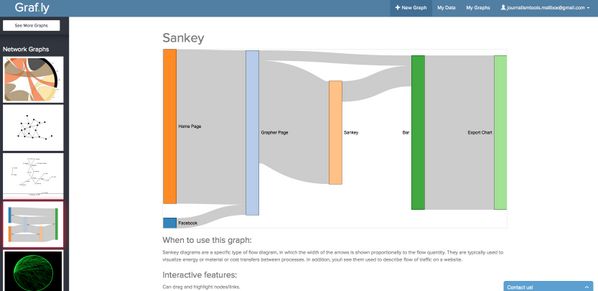 Graf.ly
+ New Graph My Data My Graphs journalismtools.mailbox@gmail.com
See More Graphs
Network Graphs
Sankey
Home Page
Grapher Page
Sankey
Bar
Export Chart
Facebook
When to use this graph:
Sankey diagrams are a specific type of flow diagram, in which the width of the arrows is shown proportionally to the flow quantity. They are typically used to
visualize energy or material or cost transfers between processes. In addition, youll see them used to describe flow of traffic on a website.
Interactive features:
Can drag and highlight nodes/links.
Contact us!